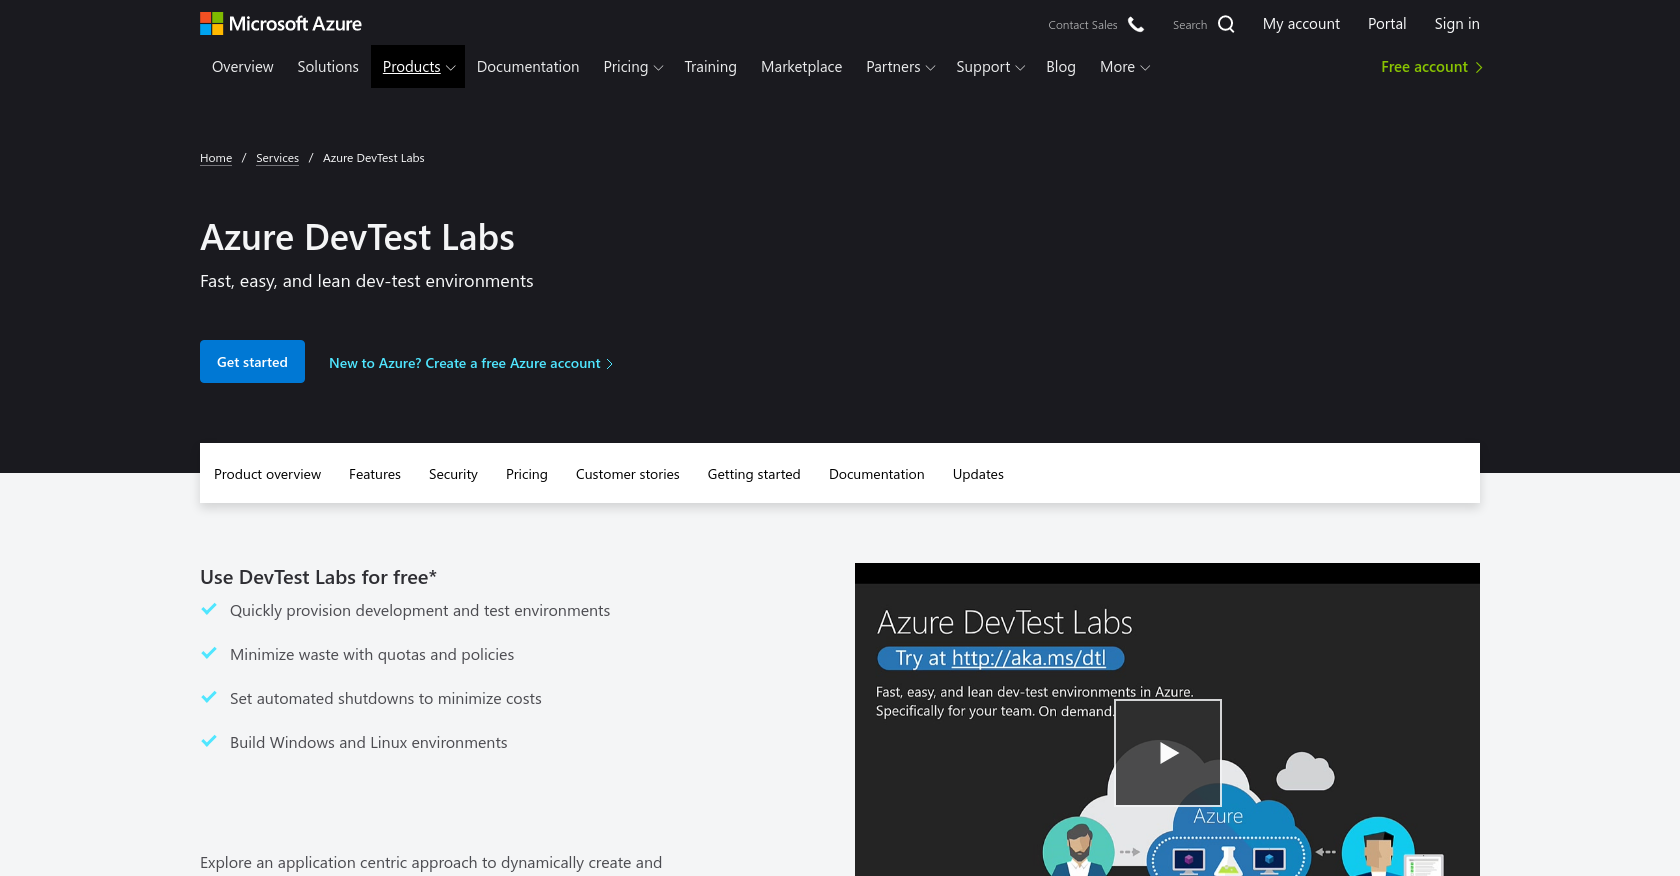 Microsoft Azure
Contact Sales
Search
My account
Portal
Sign in
Overview
Solutions
Products
Documentation
Pricing
Training
Marketplace
Partners
Support
Blog
More
Free account
Home / Services / Azure DevTest Labs
Azure DevTest Labs
Fast, easy, and lean dev-test environments
Get started
New to Azure? Create a free Azure account
Product overview
Features
Security
Pricing
Customer stories
Getting started
Documentation
Updates
Use DevTest Labs for free*
Quickly provision development and test environments
Minimize waste with quotas and policies
Set automated shutdowns to minimize costs
Build Windows and Linux environments
Explore an application centric approach to dynamically create and
Azure DevTest Labs
Try at http://aka.ms/dtl
Fast, easy, and lean dev-test environments in Azure.
Specifically for your team. On demand.
Azure